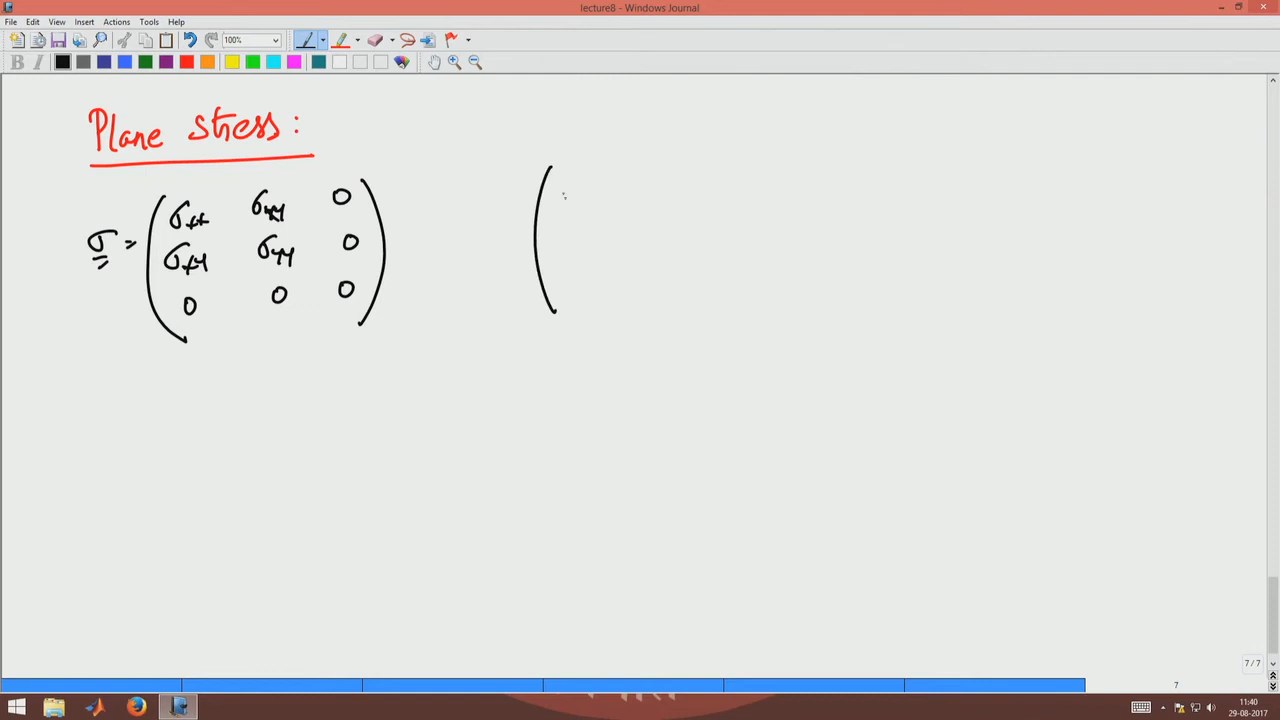 lecture8 - Windows Journal
File Edit View Insert Actions Tools Help
100%
B I
Plane stress:
σ = ( σxx σxy 0
σxy σyy 0
0 0 0 ) (
7 / 7
7
11:40
29-08-2017